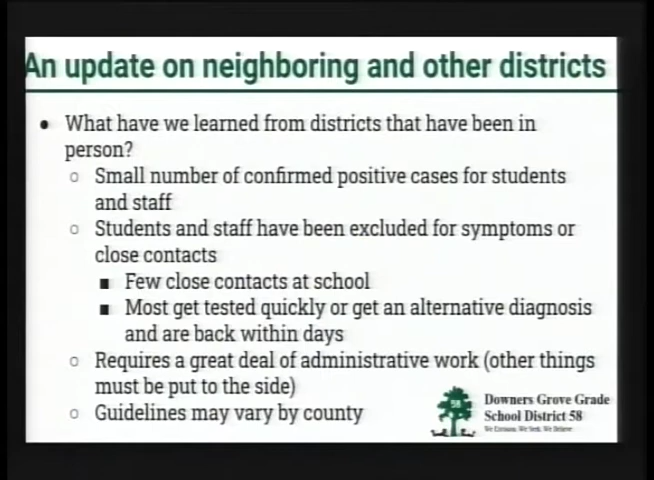 An update on neighboring and other districts
• What have we learned from districts that have been in
person?
○ Small number of confirmed positive cases for students
and staff
○ Students and staff have been excluded for symptoms or
close contacts
■ Few close contacts at school
■ Most get tested quickly or get an alternative diagnosis
and are back within days
○ Requires a great deal of administrative work (other things
must be put to the side)
○ Guidelines may vary by county
58
Downers Grove Grade
School District 58
We